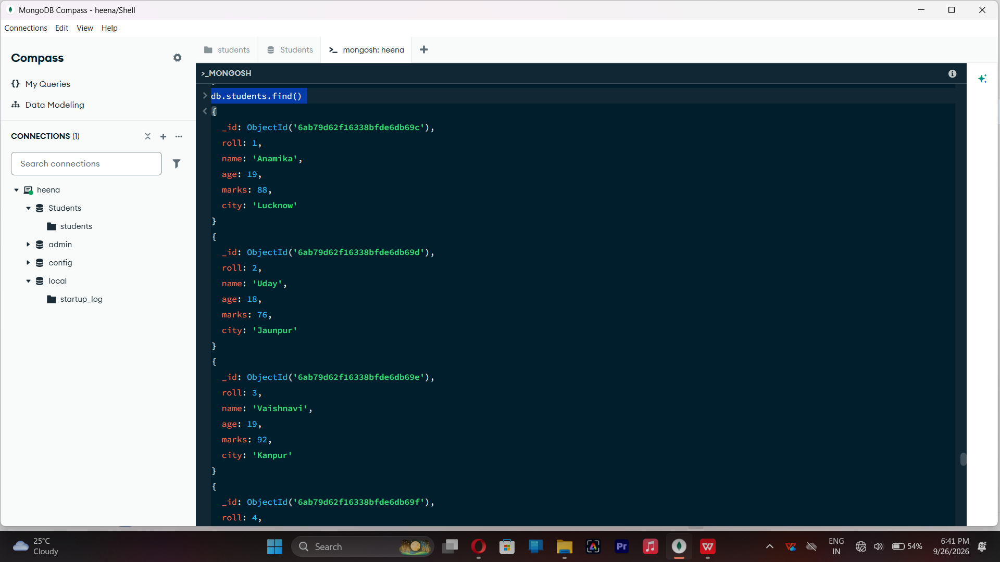 MongoDB Compass - heena/Shell
Connections Edit View Help
Compass
My Queries
Data Modeling
CONNECTIONS (1)
Search connections
heena
Students
students
admin
config
local
startup_log
students
Students
mongosh: heena
>_MONGOSH
db.students.find()
{
_id: ObjectId('6ab79d62f16338bfde6db69c'),
roll: 1,
name: 'Anamika',
age: 19,
marks: 88,
city: 'Lucknow'
}
{
_id: ObjectId('6ab79d62f16338bfde6db69d'),
roll: 2,
name: 'Uday',
age: 18,
marks: 76,
city: 'Jaunpur'
}
{
_id: ObjectId('6ab79d62f16338bfde6db69e'),
roll: 3,
name: 'Vaishnavi',
age: 19,
marks: 92,
city: 'Kanpur'
}
{
_id: ObjectId('6ab79d62f16338bfde6db69f'),
roll: 4,
25°C
Cloudy
Search
Pr
ENG
IN
54%
6:41 PM
9/26/2026